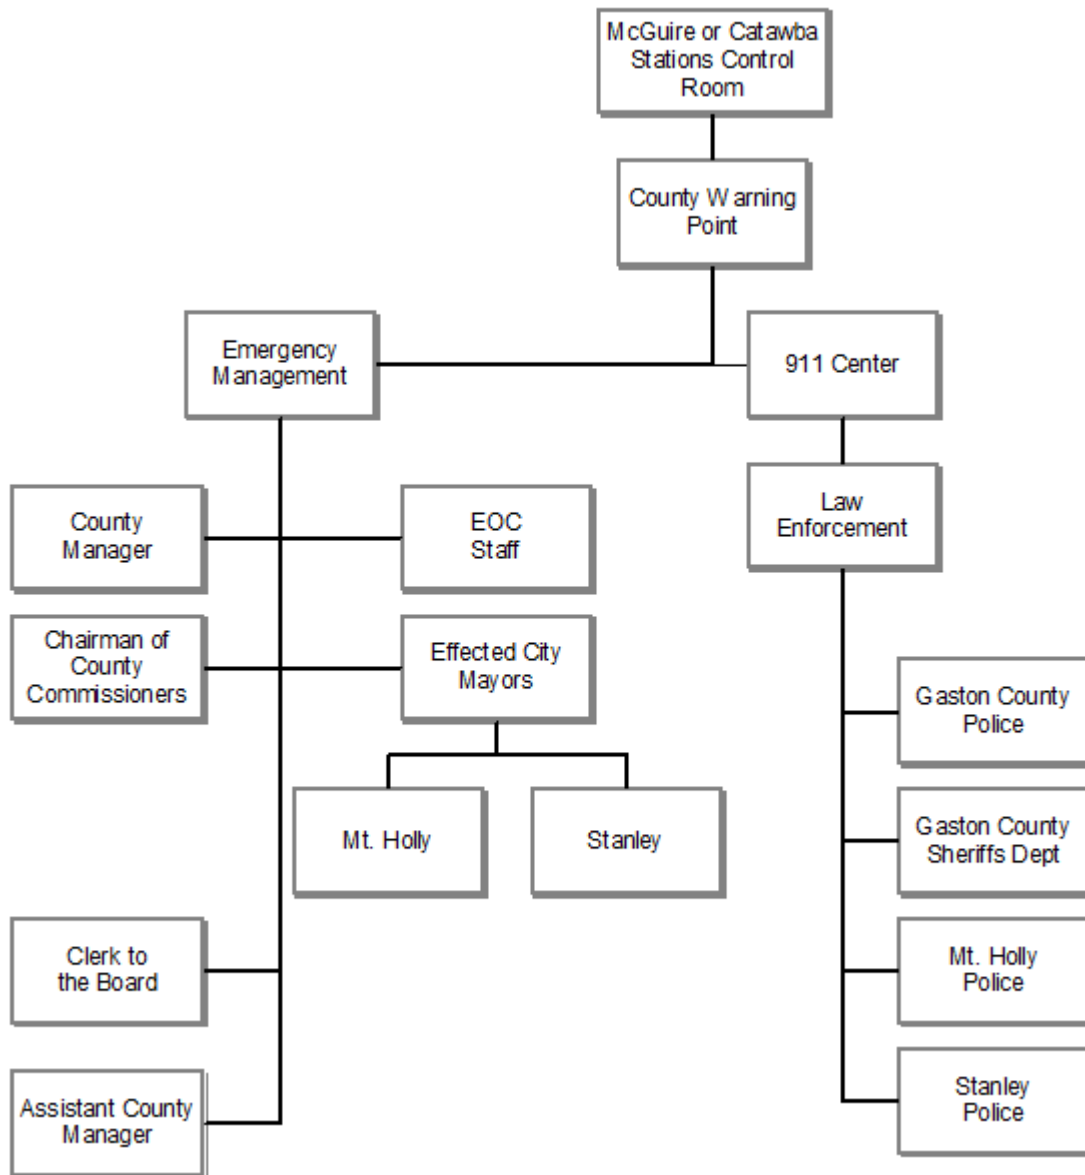 McGuire or Catawba
Stations Control
Room
County Warning
Point
Emergency
Management
911 Center
County
Manager
EOC
Staff
Law
Enforcement
Chairman of
County
Commissioners
Effected City
Mayors
Gaston County
Police
Mt. Holly
Stanley
Gaston County
Sheriffs Dept
Clerk to
the Board
Mt. Holly
Police
Assistant County
Manager
Stanley
Police